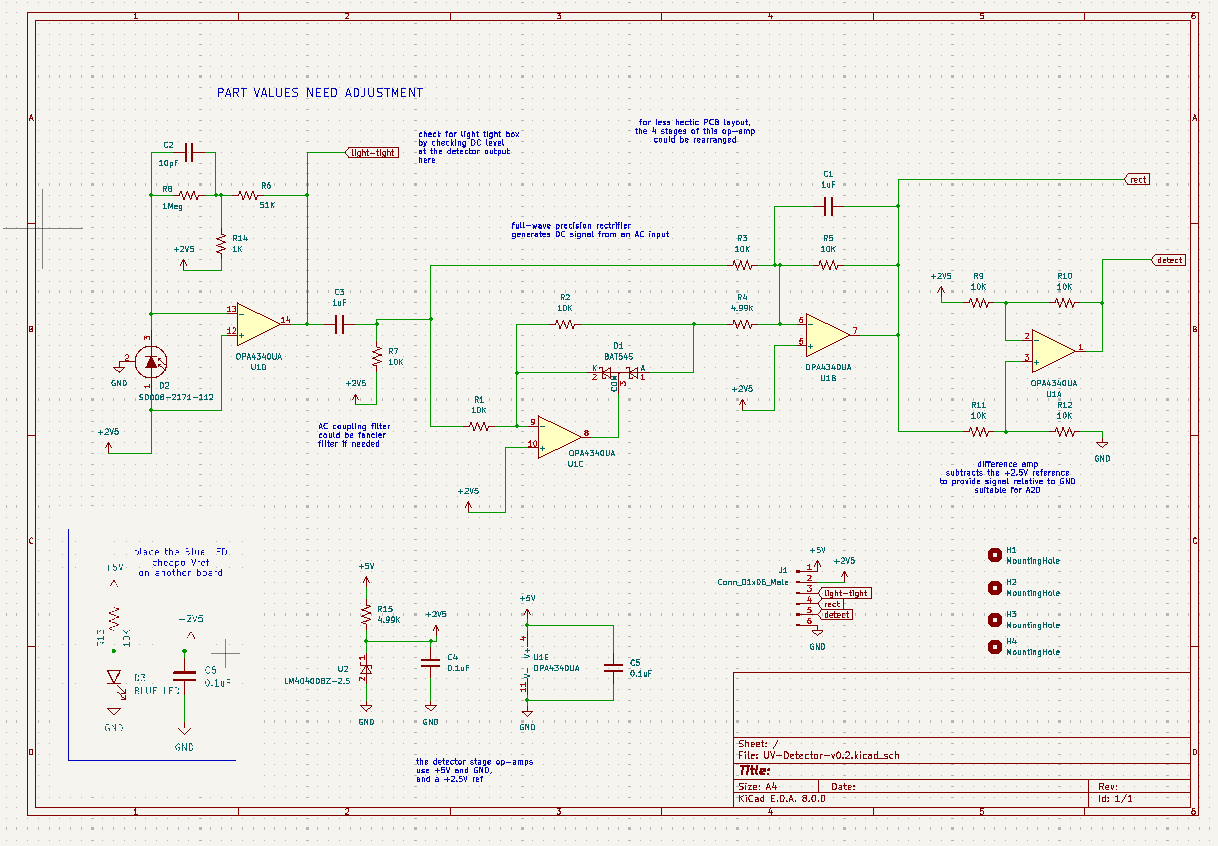 1 2 3 4 5 6
A
PART VALUES NEED ADJUSTMENT
for less hectic PCB layout,
the 4 stages of this op-amp
could be rearranged
A
check for light tight box
by checking DC level
at the detector output
here
C2
10pF
light-tight
C1
1uF
rect
R8
1Meg
R6
51K
R14
1K
+2V5
full-wave precision rectrifier
generates DC signal from an AC input
R3
10K
R5
10K
detect
+2V5
R9
10K
R10
10K
B
13
12
14
OPA4340UA
U1D
C3
1uF
R2
10K
R4
4.99K
6
5
7
OPA4340UA
U1B
2
3
1
OPA4340UA
U1A
B
3
2
1
GND
D2
SD008-2171-112
+2V5
R7
10K
+2V5
D1
BAT54S
K
2
COM
3
A
1
+2V5
R1
10K
9
10
8
OPA4340UA
U1C
+2V5
R11
10K
R12
10K
GND
AC coupling filter
could be fancier
filter if needed
difference amp
subtracts the +2.5V reference
to provide signal relative to GND
suitable for A2D
C
place the Blue LED
cheapo Vref
on another board
+5V
R13
10K
+2V5
D3
BLUE LED
C6
0.1uF
GND
GND
+5V
R15
4.99K
+2V5
U2
LM4040DBZ-2.5
1
2
C4
0.1uF
GND
GND
+5V
4
V+
V-
11
U1E
OPA4340UA
C5
0.1uF
GND
+5V
+2V5
J1
Conn_01x06_Male
1
2
3
4
5
6
light-tight
rect
detect
GND
H1
MountingHole
H2
MountingHole
H3
MountingHole
H4
MountingHole
C
D
the detector stage op-amps
use +5V and GND,
and a +2.5V ref
Sheet: /
File: UV-Detector-v0.2.kicad_sch
Title:
Size: A4 Date: Rev:
KiCad E.D.A. 8.0.0 Id: 1/1
D
1 2 3 4 5 6